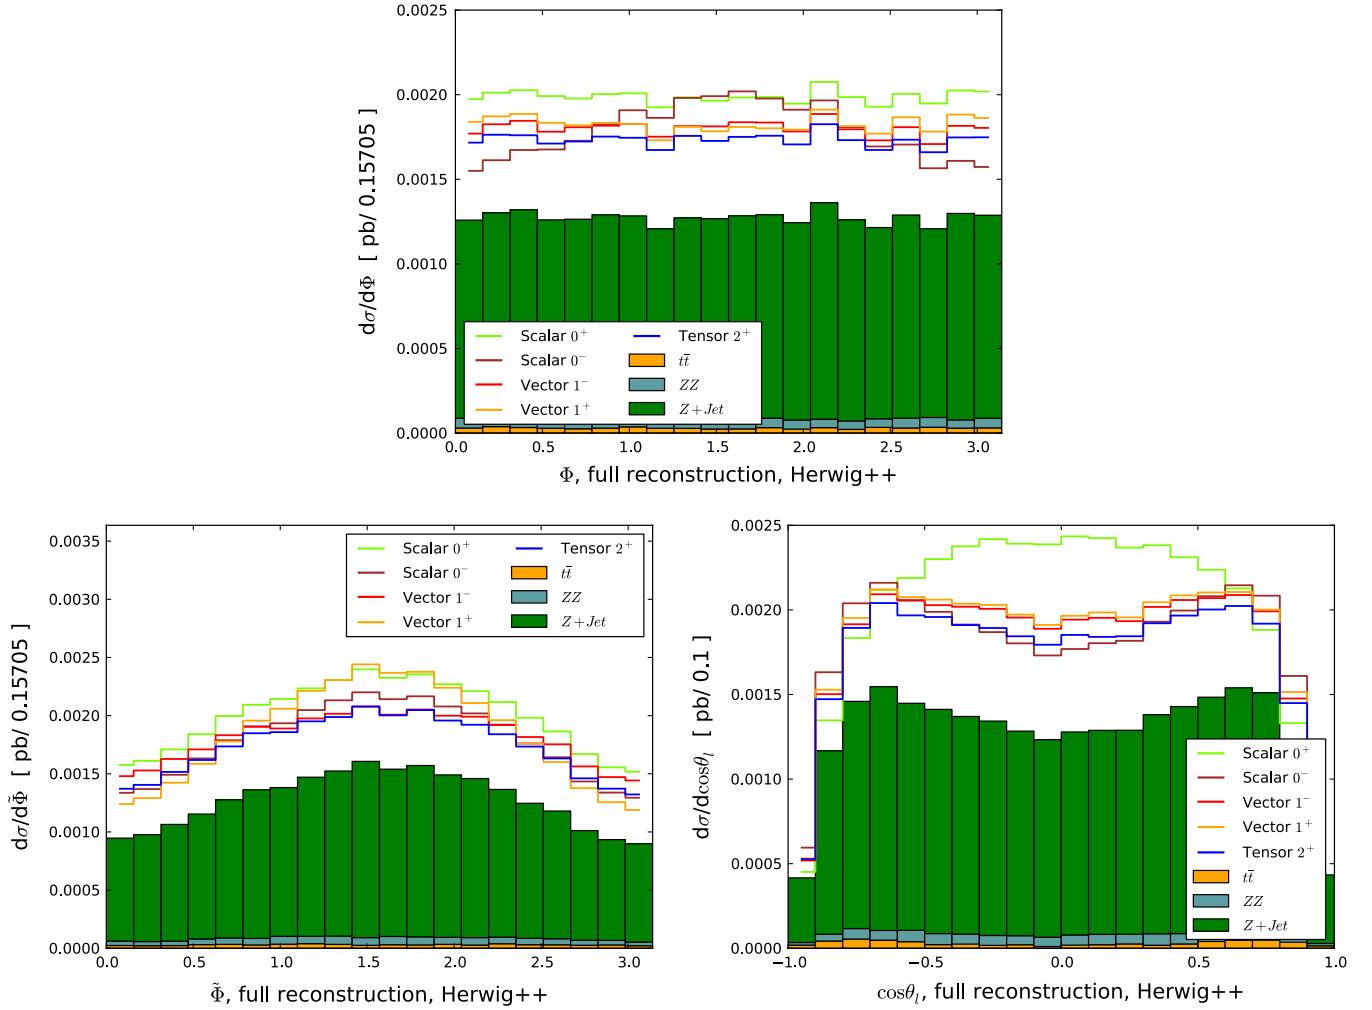 0.0025
0.0020
0.0015
0.0010
0.0005
0.0000
dσ/dΦ [ pb/ 0.15705 ]
Scalar 0⁺
Scalar 0⁻
Vector 1⁻
Vector 1⁺
Tensor 2⁺
tt̅
ZZ
Z+Jet
0.0 0.5 1.0 1.5 2.0 2.5 3.0
Φ, full reconstruction, Herwig++
0.0035
0.0030
0.0025
0.0020
0.0015
0.0010
0.0005
0.0000
dσ/dΦ̃ [ pb/ 0.15705 ]
Scalar 0⁺
Scalar 0⁻
Vector 1⁻
Vector 1⁺
Tensor 2⁺
tt̅
ZZ
Z+Jet
0.0 0.5 1.0 1.5 2.0 2.5 3.0
Φ̃, full reconstruction, Herwig++
0.0025
0.0020
0.0015
0.0010
0.0005
0.0000
dσ/dcosθₗ [ pb/ 0.1 ]
Scalar 0⁺
Scalar 0⁻
Vector 1⁻
Vector 1⁺
Tensor 2⁺
tt̅
ZZ
Z+Jet
−1.0 −0.5 0.0 0.5 1.0
cosθₗ, full reconstruction, Herwig++